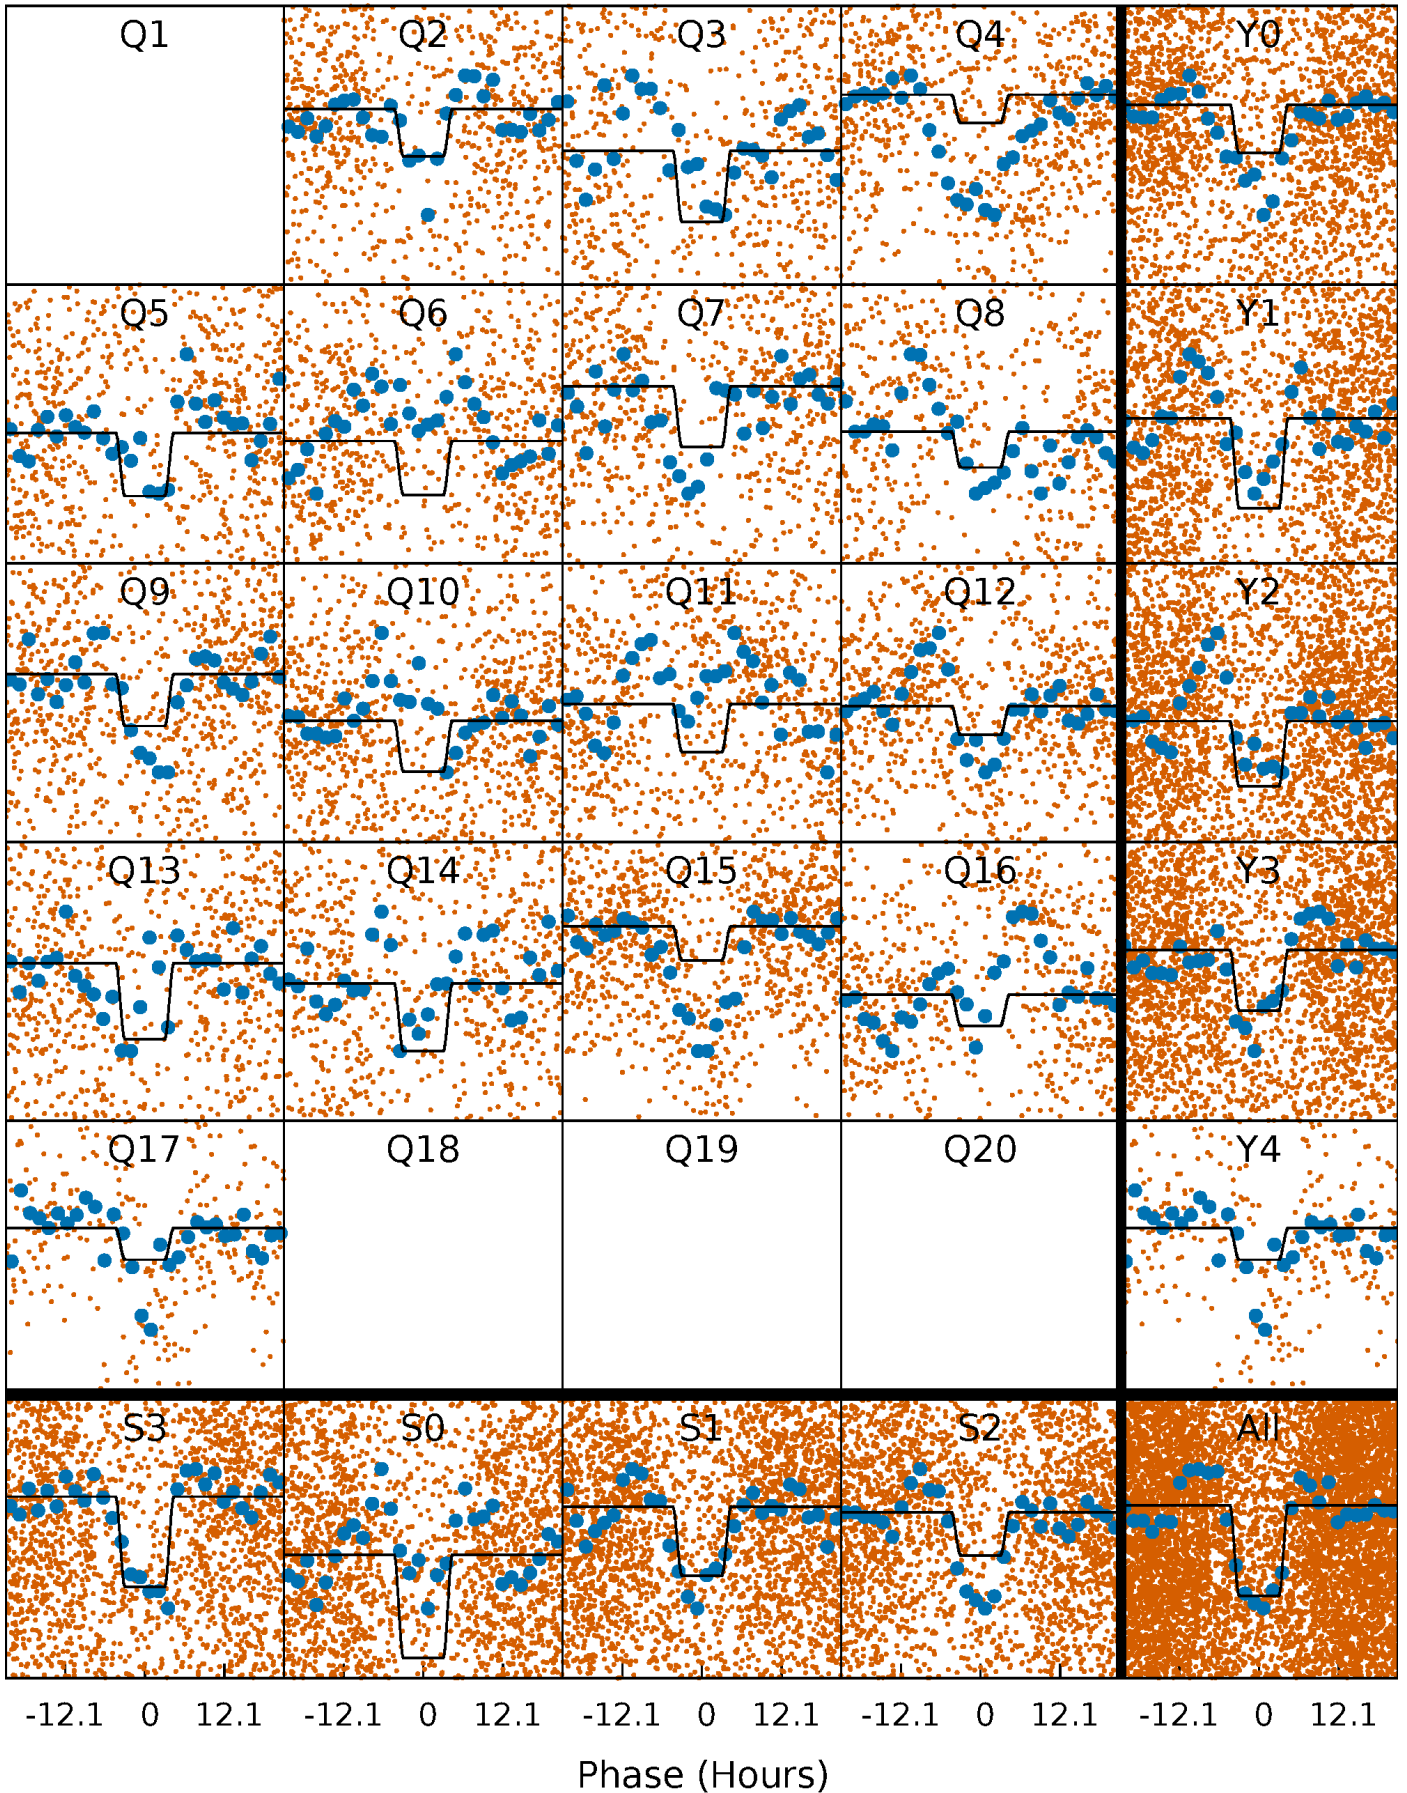 Q1 Q2 Q3 Q4 Y0
Q5 Q6 Q7 Q8 Y1
Q9 Q10 Q11 Q12 Y2
Q13 Q14 Q15 Q16 Y3
Q17 Q18 Q19 Q20 Y4
S3 S0 S1 S2 All
-12.1 0 12.1 -12.1 0 12.1 -12.1 0 12.1 -12.1 0 12.1 -12.1 0 12.1
Phase (Hours)